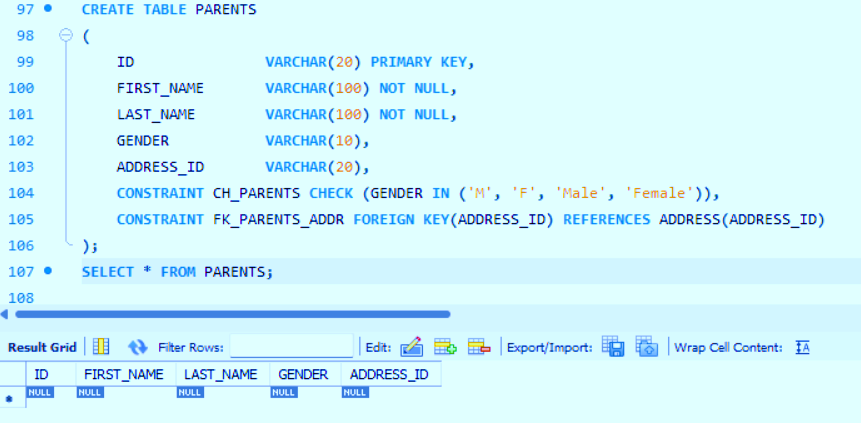 97 CREATE TABLE PARENTS
98 (
99 ID VARCHAR(20) PRIMARY KEY,
100 FIRST_NAME VARCHAR(100) NOT NULL,
101 LAST_NAME VARCHAR(100) NOT NULL,
102 GENDER VARCHAR(10),
103 ADDRESS_ID VARCHAR(20),
104 CONSTRAINT CH_PARENTS CHECK (GENDER IN ('M', 'F', 'Male', 'Female')),
105 CONSTRAINT FK_PARENTS_ADDR FOREIGN KEY(ADDRESS_ID) REFERENCES ADDRESS(ADDRESS_ID)
106 );
107 SELECT * FROM PARENTS;
108
Result Grid Filter Rows: Edit: Export/Import: Wrap Cell Content:
ID FIRST_NAME LAST_NAME GENDER ADDRESS_ID
NULL NULL NULL NULL NULL